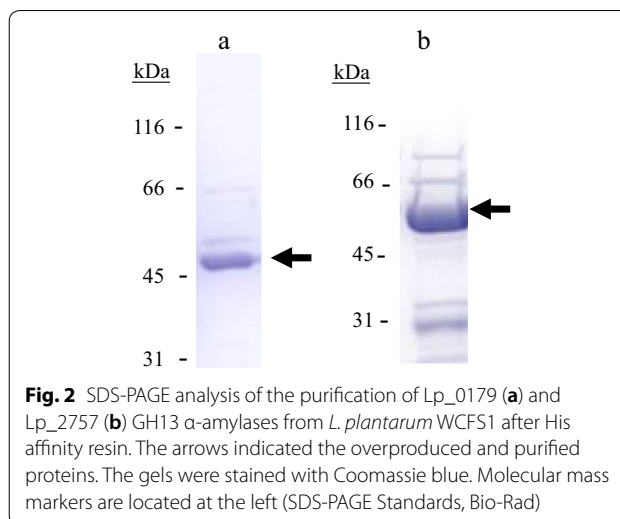 a b
kDa kDa
116 - 116 -
66 - 66 -
45 - 45 -
31 - 31 -
Fig. 2 SDS-PAGE analysis of the purification of Lp_0179 (a) and
Lp_2757 (b) GH13 α-amylases from L. plantarum WCFS1 after His
affinity resin. The arrows indicated the overproduced and purified
proteins. The gels were stained with Coomassie blue. Molecular mass
markers are located at the left (SDS-PAGE Standards, Bio-Rad)